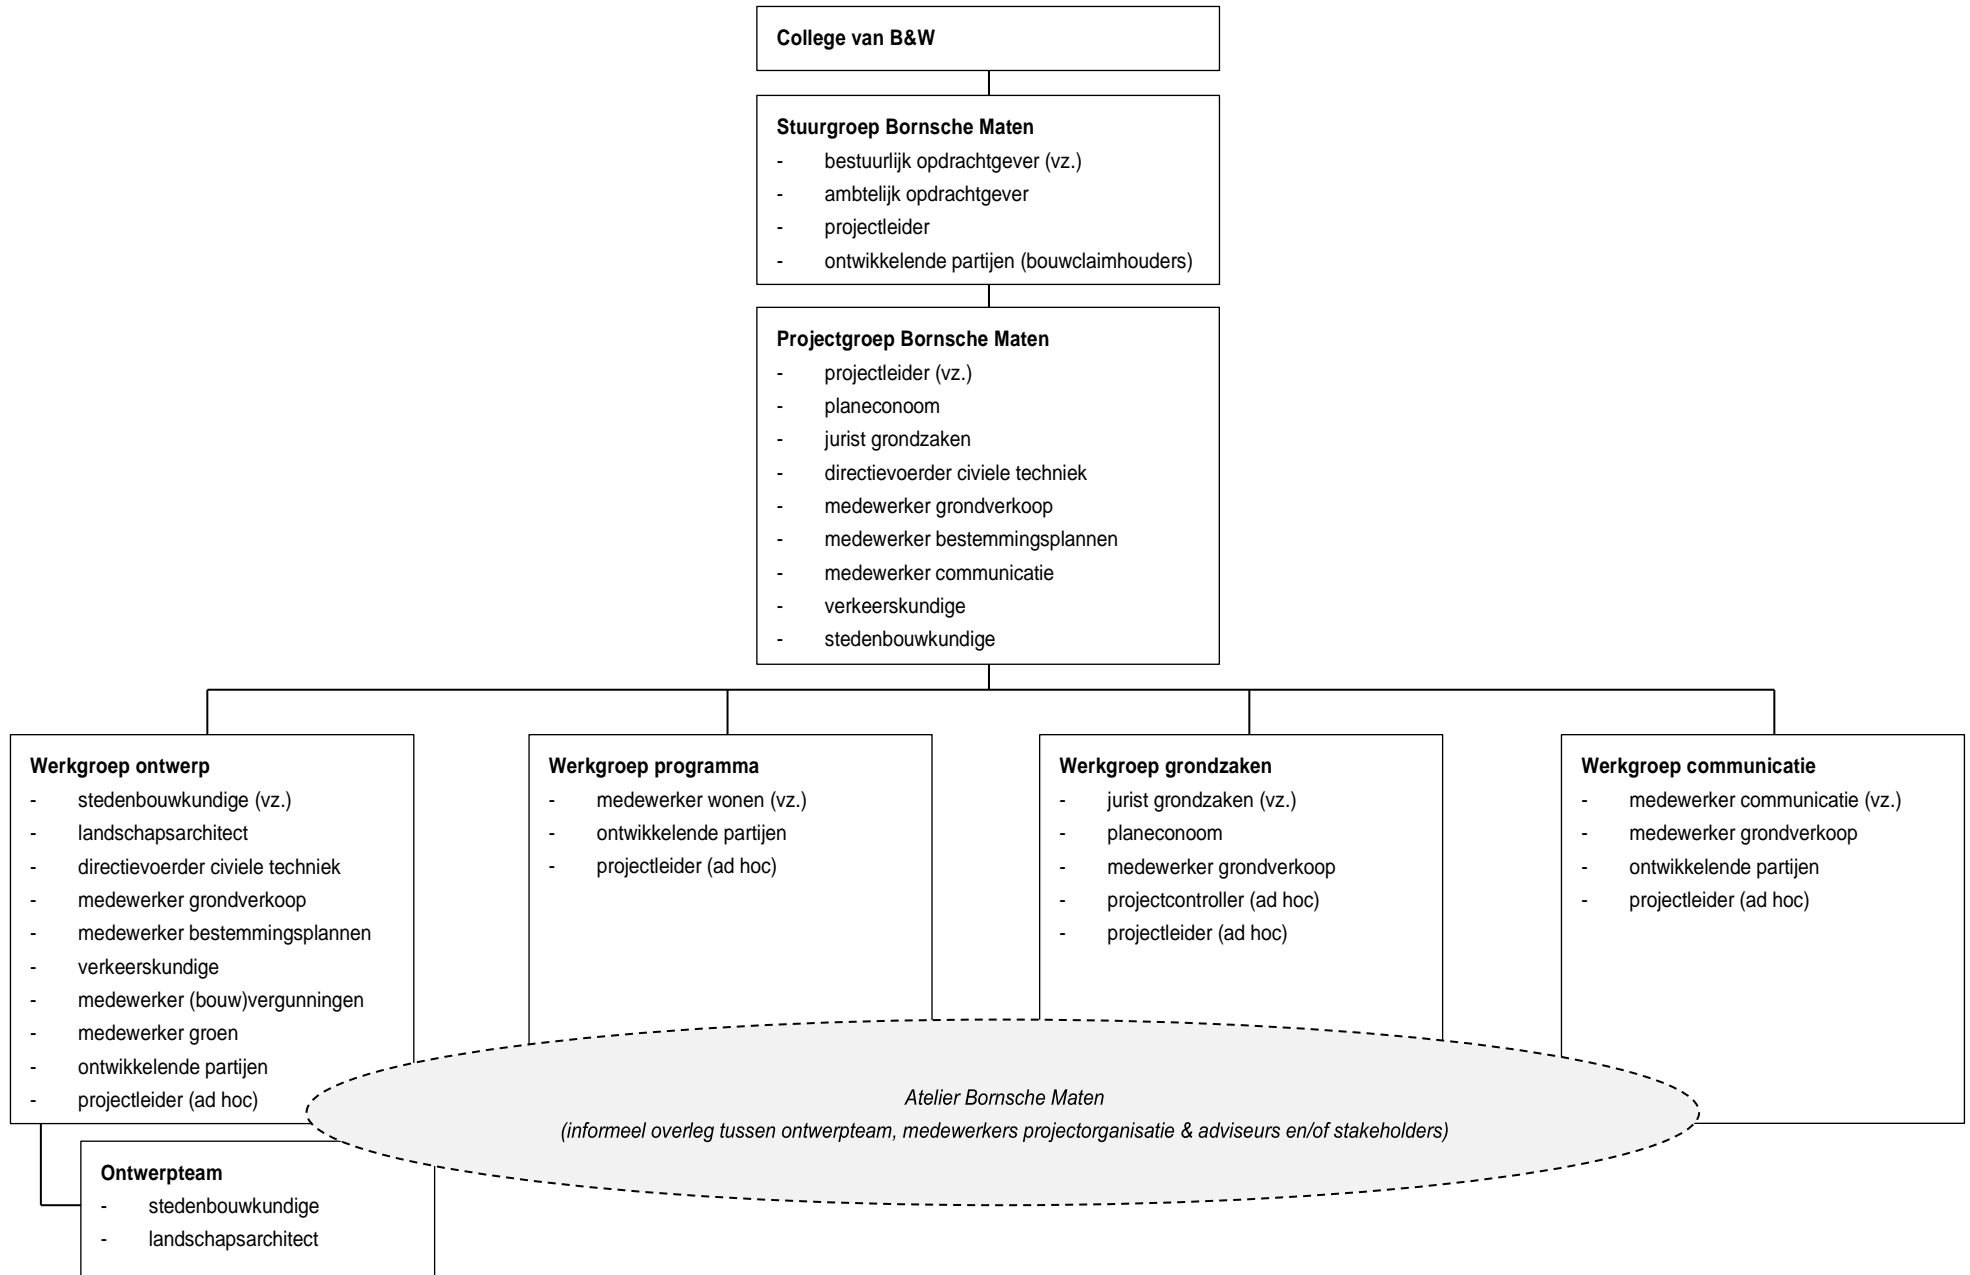 College van B&W
Stuurgroep Bornsche Maten
- bestuurlijk opdrachtgever (vz.)
- ambtelijk opdrachtgever
- projectleider
- ontwikkelende partijen (bouwclaimhouders)
Projectgroep Bornsche Maten
- projectleider (vz.)
- planeconoom
- jurist grondzaken
- directievoerder civiele techniek
- medewerker grondverkoop
- medewerker bestemmingsplannen
- medewerker communicatie
- verkeerskundige
- stedenbouwkundige
Werkgroep ontwerp
- stedenbouwkundige (vz.)
- landschapsarchitect
- directievoerder civiele techniek
- medewerker grondverkoop
- medewerker bestemmingsplannen
- verkeerskundige
- medewerker (bouw)vergunningen
- medewerker groen
- ontwikkelende partijen
- projectleider (ad hoc)
Werkgroep programma
- medewerker wonen (vz.)
- ontwikkelende partijen
- projectleider (ad hoc)
Werkgroep grondzaken
- jurist grondzaken (vz.)
- planeconoom
- medewerker grondverkoop
- projectcontroller (ad hoc)
- projectleider (ad hoc)
Werkgroep communicatie
- medewerker communicatie (vz.)
- medewerker grondverkoop
- ontwikkelende partijen
- projectleider (ad hoc)
Atelier Bornsche Maten
(informeel overleg tussen ontwerpteam, medewerkers projectorganisatie & adviseurs en/of stakeholders)
Ontwerpteam
- stedenbouwkundige
- landschapsarchitect